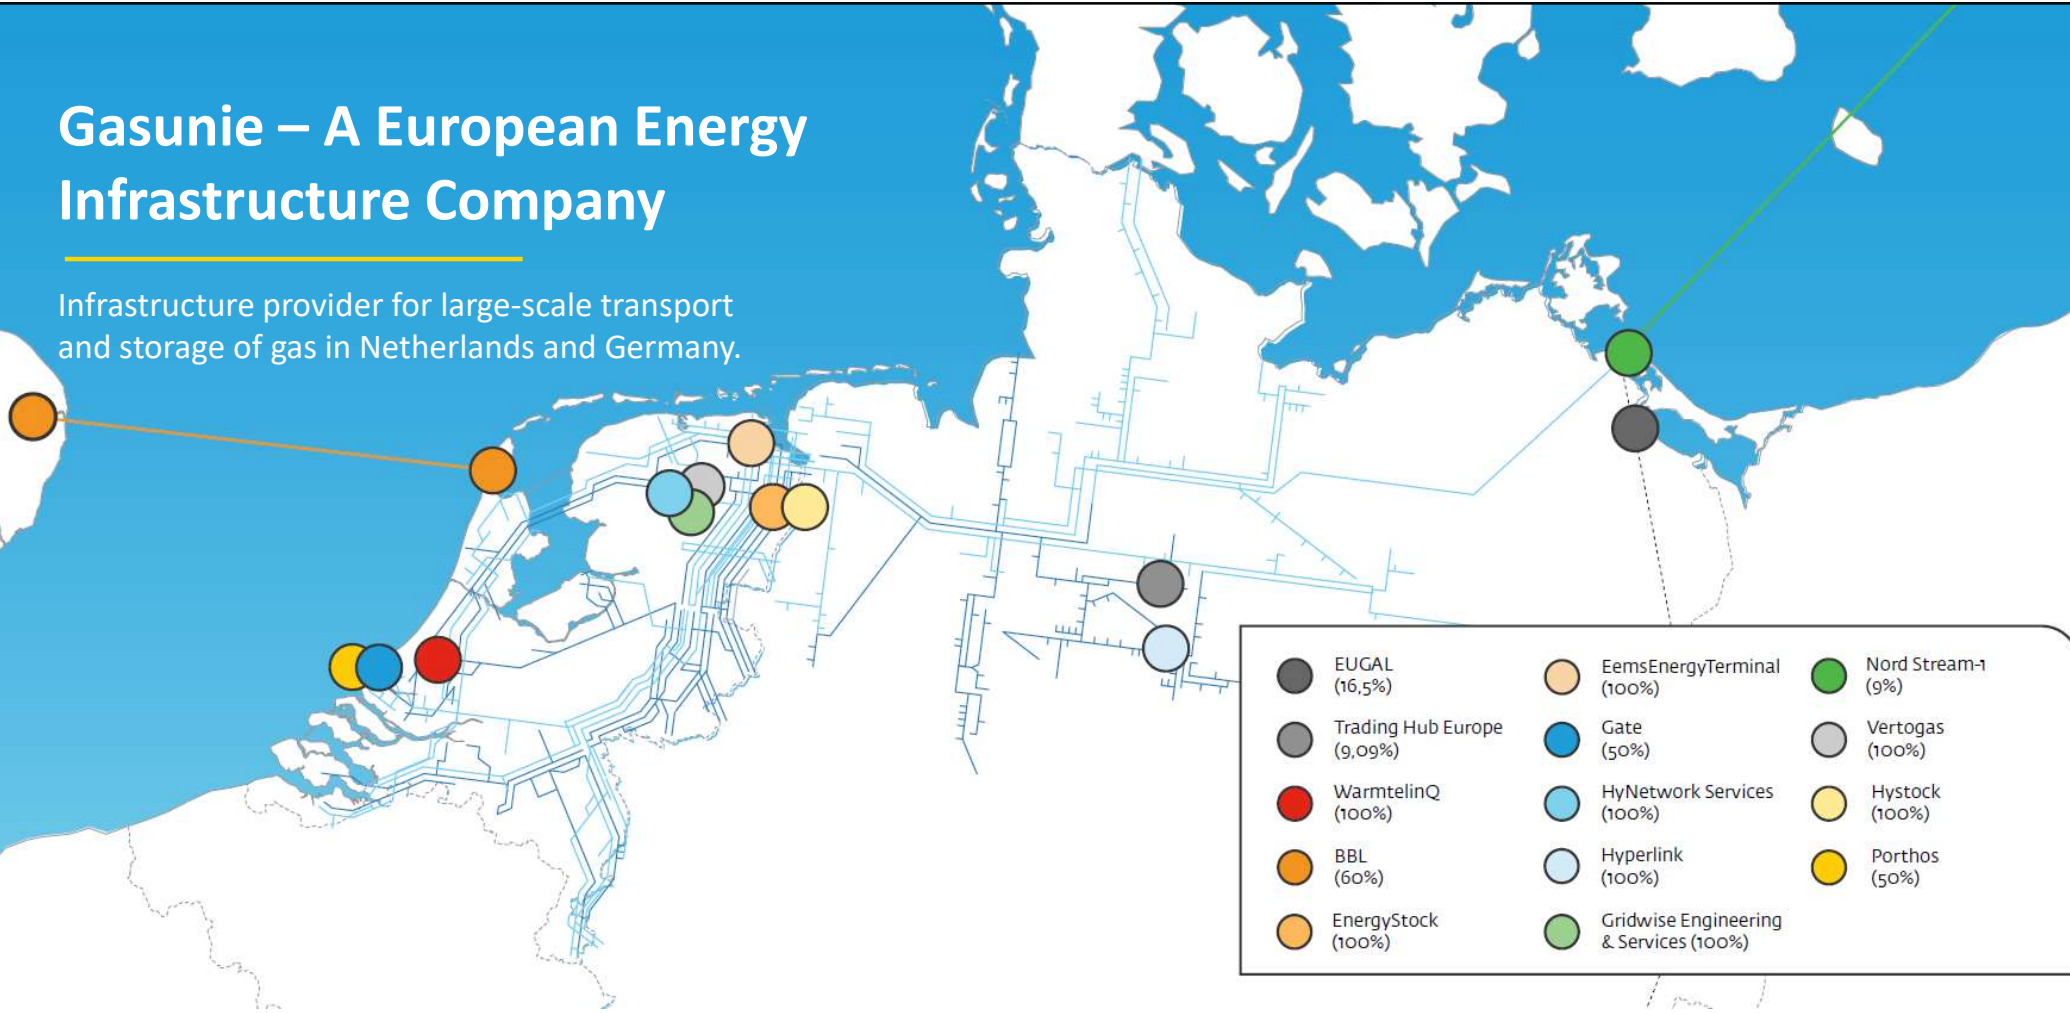 Gasunie – A European Energy
Infrastructure Company
Infrastructure provider for large-scale transport
and storage of gas in Netherlands and Germany.
EUGAL
(16,5%)
Trading Hub Europe
(9,09%)
WarmtelinQ
(100%)
BBL
(60%)
EnergyStock
(100%)
EemsEnergyTerminal
(100%)
Gate
(50%)
HyNetwork Services
(100%)
Hyperlink
(100%)
Gridwise Engineering
& Services (100%)
Nord Stream-1
(9%)
Vertogas
(100%)
Hystock
(100%)
Porthos
(50%)